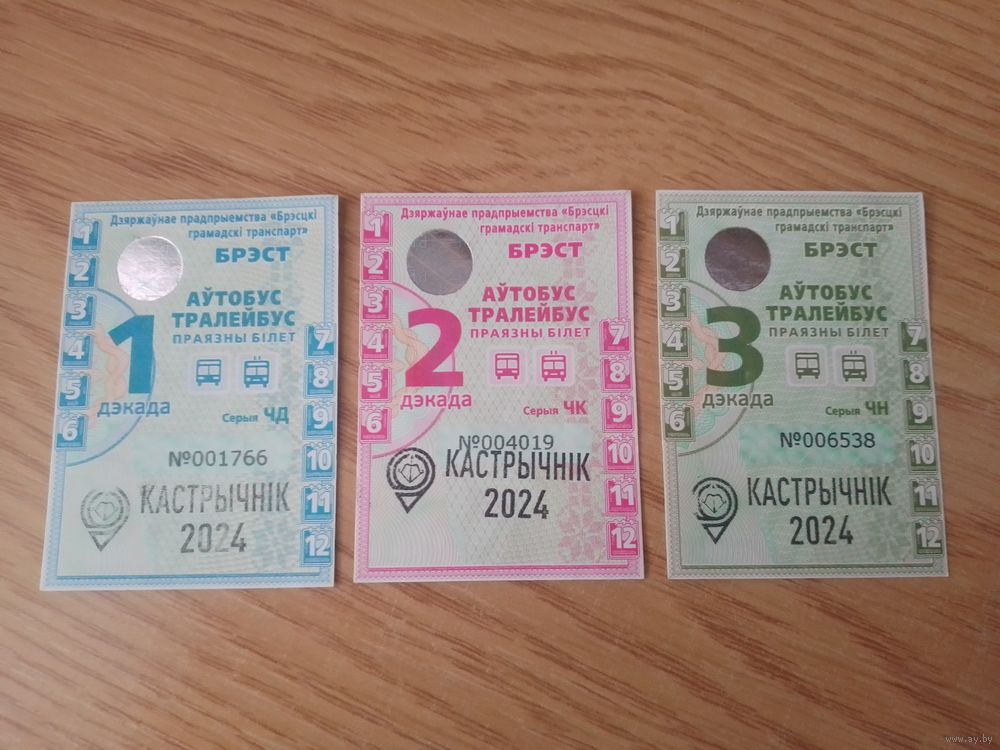 Дзяржаўнае прадпрыемства «Брэсцкі
грамадскі транспарт»
БРЭСТ
АЎТОБУС
ТРАЛЕЙБУС
ПРАЯЗНЫ БІЛЕТ
1
дэкада
Серыя ЧД
№001766
КАСТРЫЧНІК
2024
1
2
3
4
5
6
7
8
9
10
11
12
Дзяржаўнае прадпрыемства «Брэсцкі
грамадскі транспарт»
БРЭСТ
АЎТОБУС
ТРАЛЕЙБУС
ПРАЯЗНЫ БІЛЕТ
2
дэкада
Серыя ЧК
№004019
КАСТРЫЧНІК
2024
1
2
3
4
5
6
7
8
9
10
11
12
Дзяржаўнае прадпрыемства «Брэсцкі
грамадскі транспарт»
БРЭСТ
АЎТОБУС
ТРАЛЕЙБУС
ПРАЯЗНЫ БІЛЕТ
3
дэкада
Серыя ЧН
№006538
КАСТРЫЧНІК
2024
1
2
3
4
5
6
7
8
9
10
11
12
www.ay.by